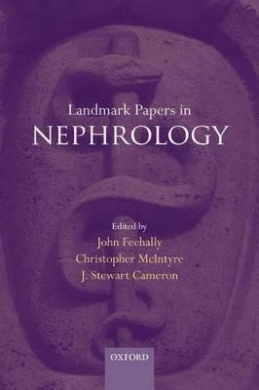 Landmark Papers in
NEPHROLOGY
Edited by
John Feehally
Christopher McIntyre
J. Stewart Cameron
OXFORD